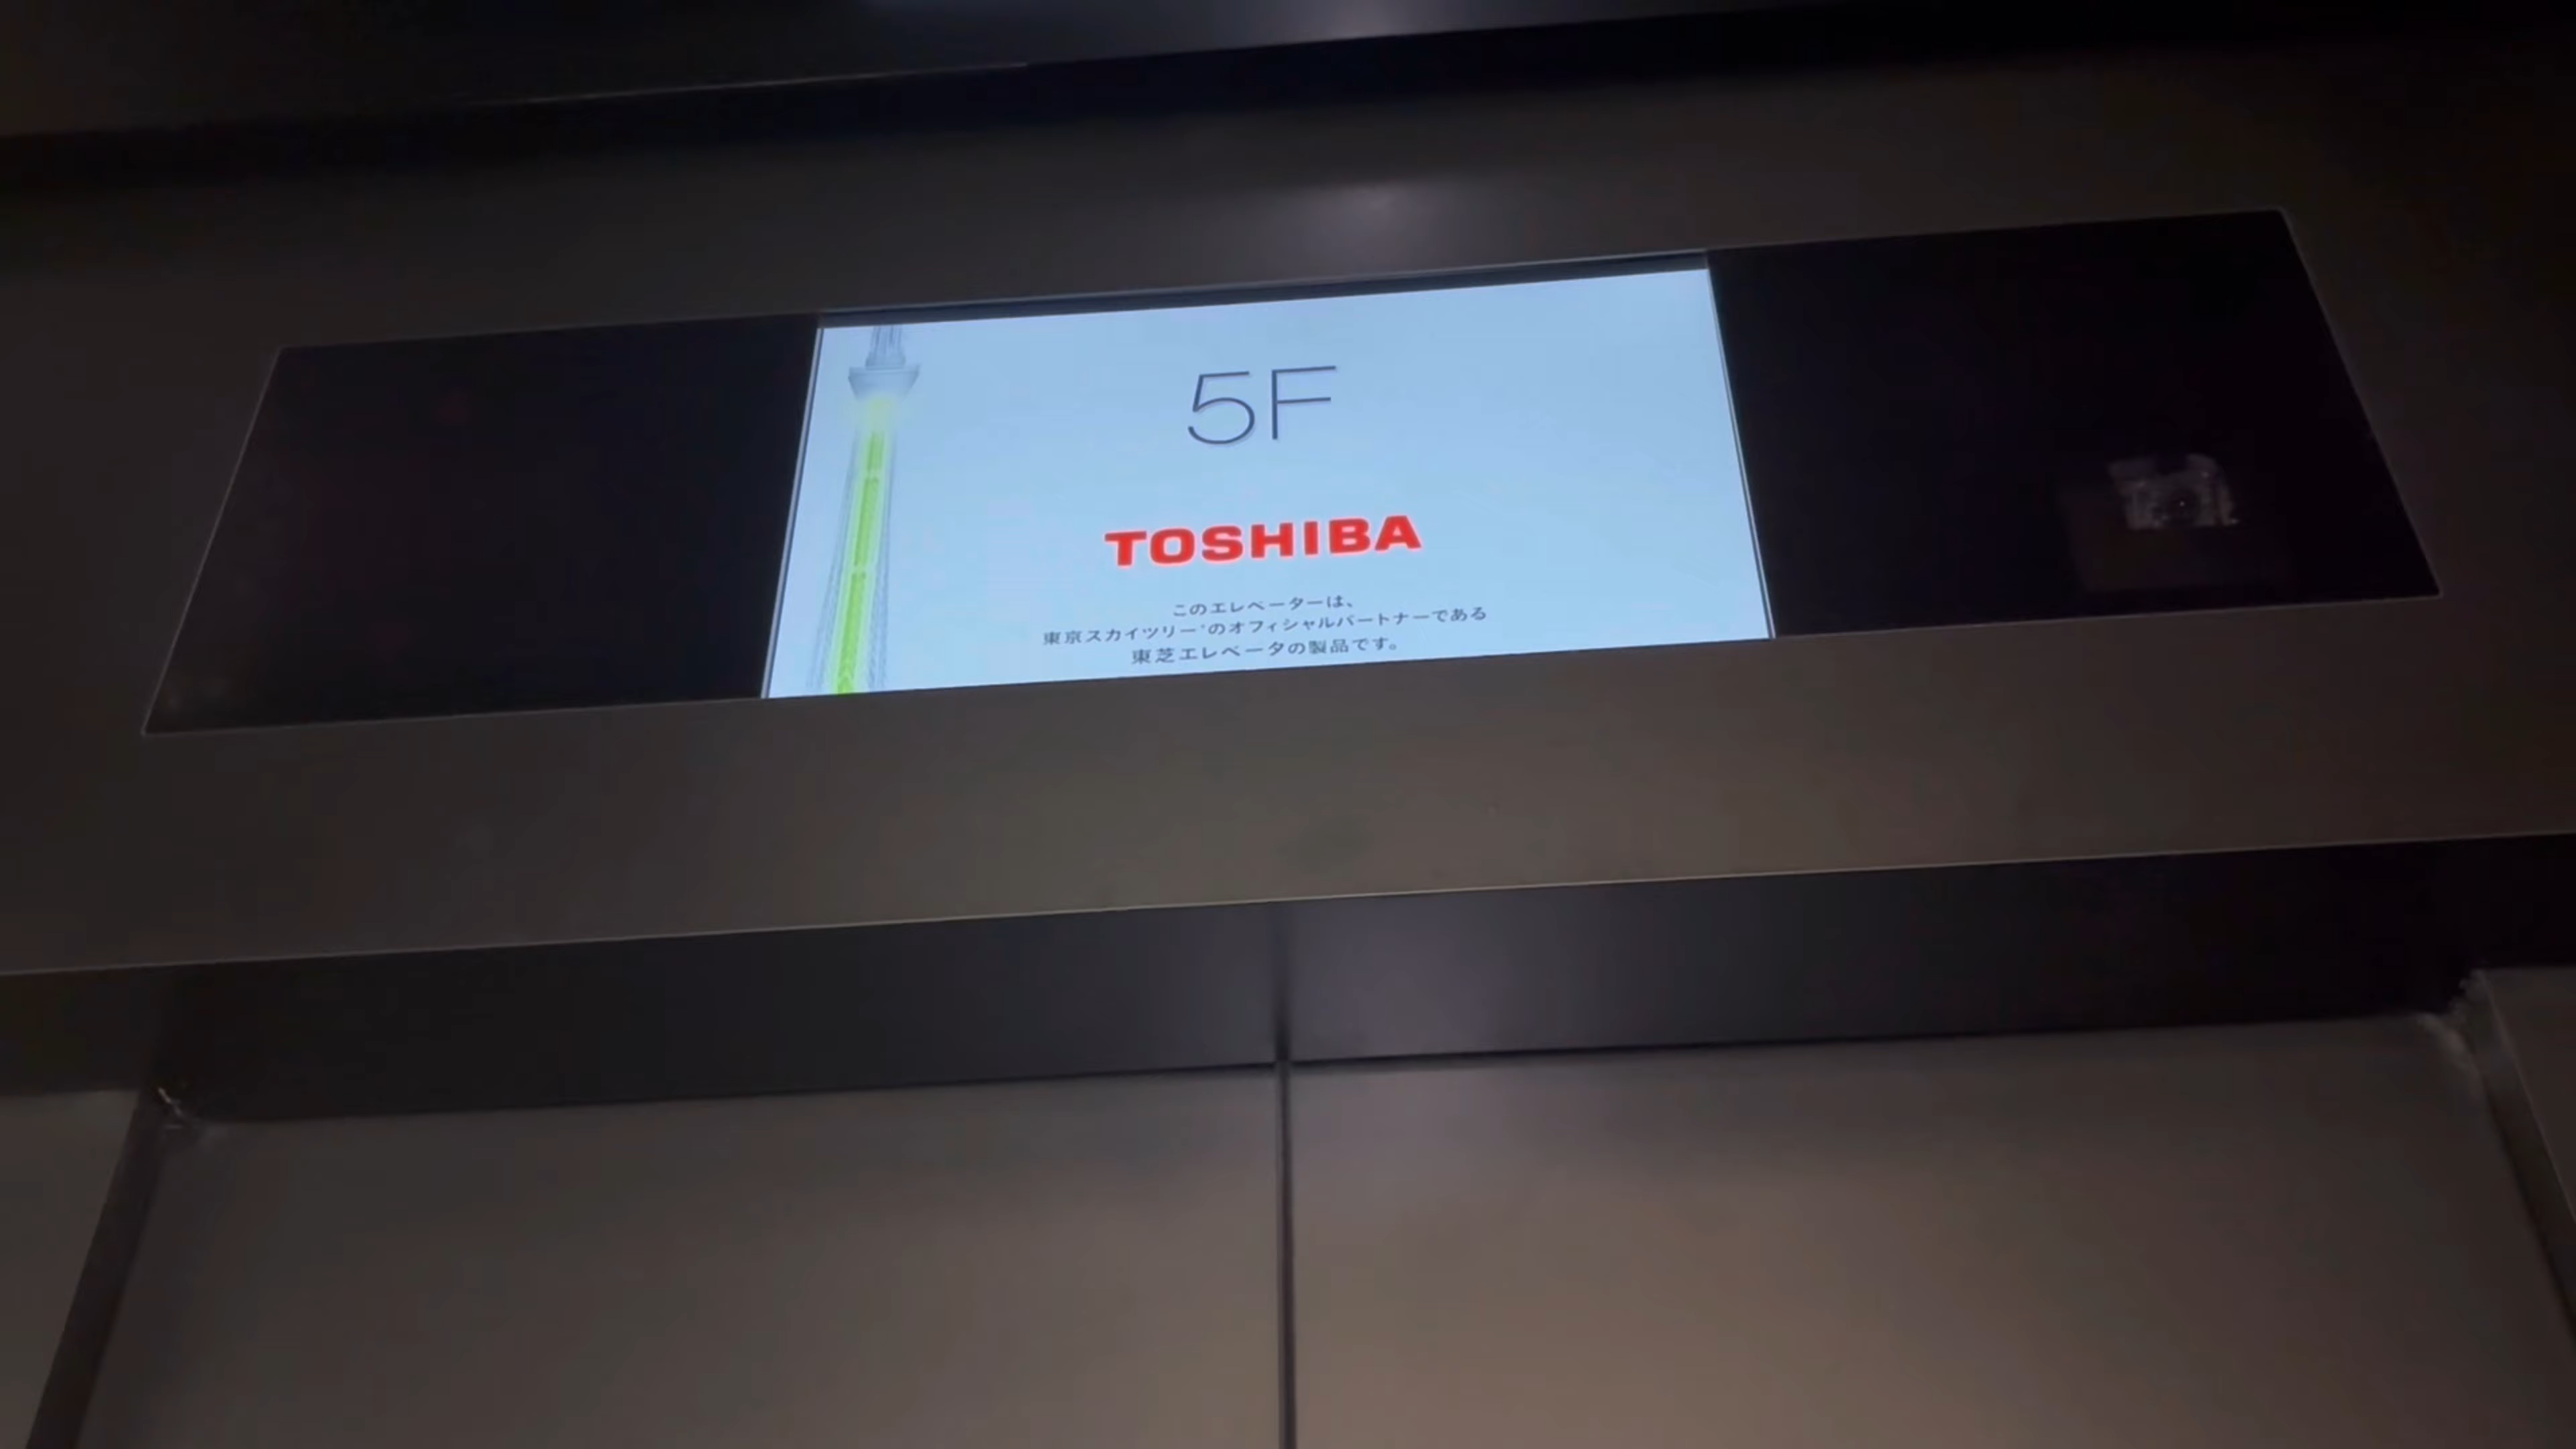 5F
TOSHIBA
このエレベーターは、
東京スカイツリー®のオフィシャルパートナーである
東芝エレベータの製品です。